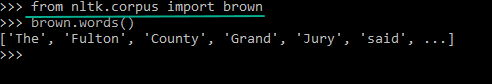 >>> from nltk.corpus import brown
>>> brown.words()
['The', 'Fulton', 'County', 'Grand', 'Jury', 'said', ...]
>>>